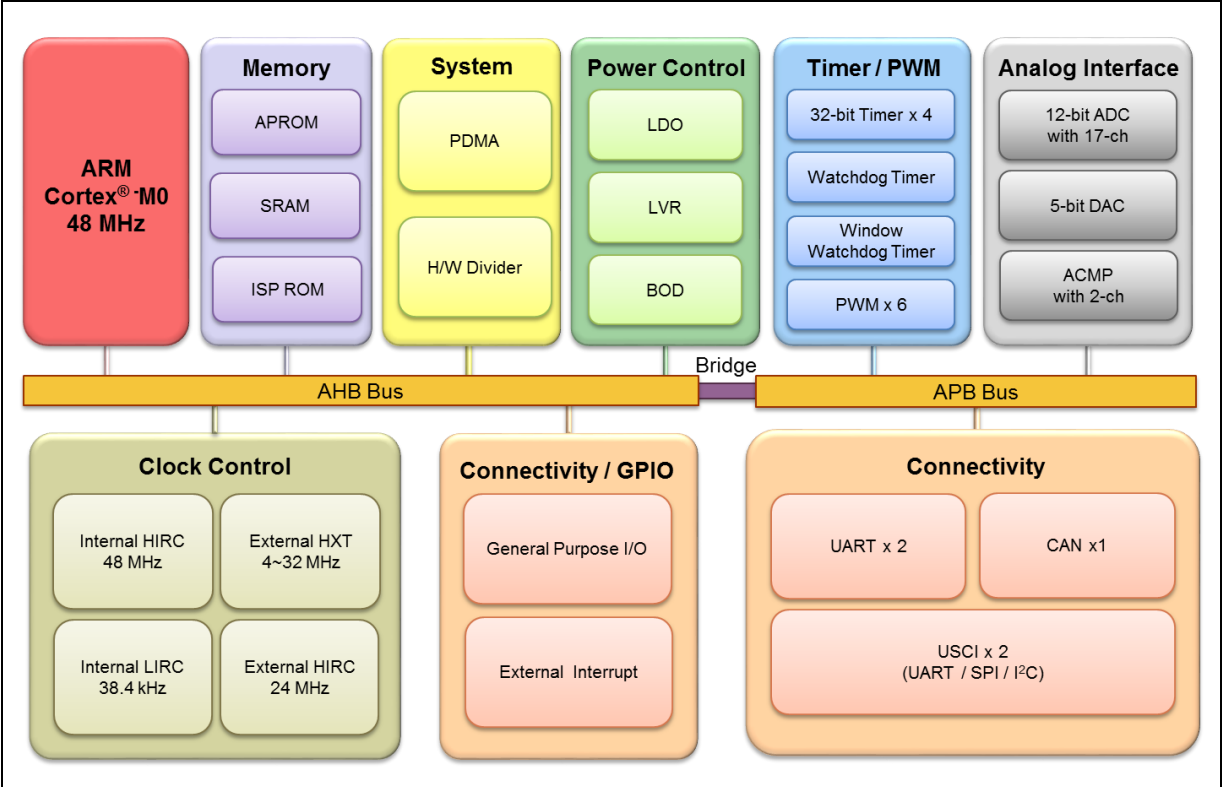 ARM
Cortex® -M0
48 MHz
Memory
APROM
SRAM
ISP ROM
System
PDMA
H/W Divider
Power Control
LDO
LVR
BOD
Timer / PWM
32-bit Timer x 4
Watchdog Timer
Window
Watchdog Timer
PWM x 6
Analog Interface
12-bit ADC
with 17-ch
5-bit DAC
ACMP
with 2-ch
AHB Bus
Bridge
APB Bus
Clock Control
Internal HIRC
48 MHz
External HXT
4~32 MHz
Internal LIRC
38.4 kHz
External HIRC
24 MHz
Connectivity / GPIO
General Purpose I/O
External Interrupt
Connectivity
UART x 2
CAN x1
USCI x 2
(UART / SPI / I²C)